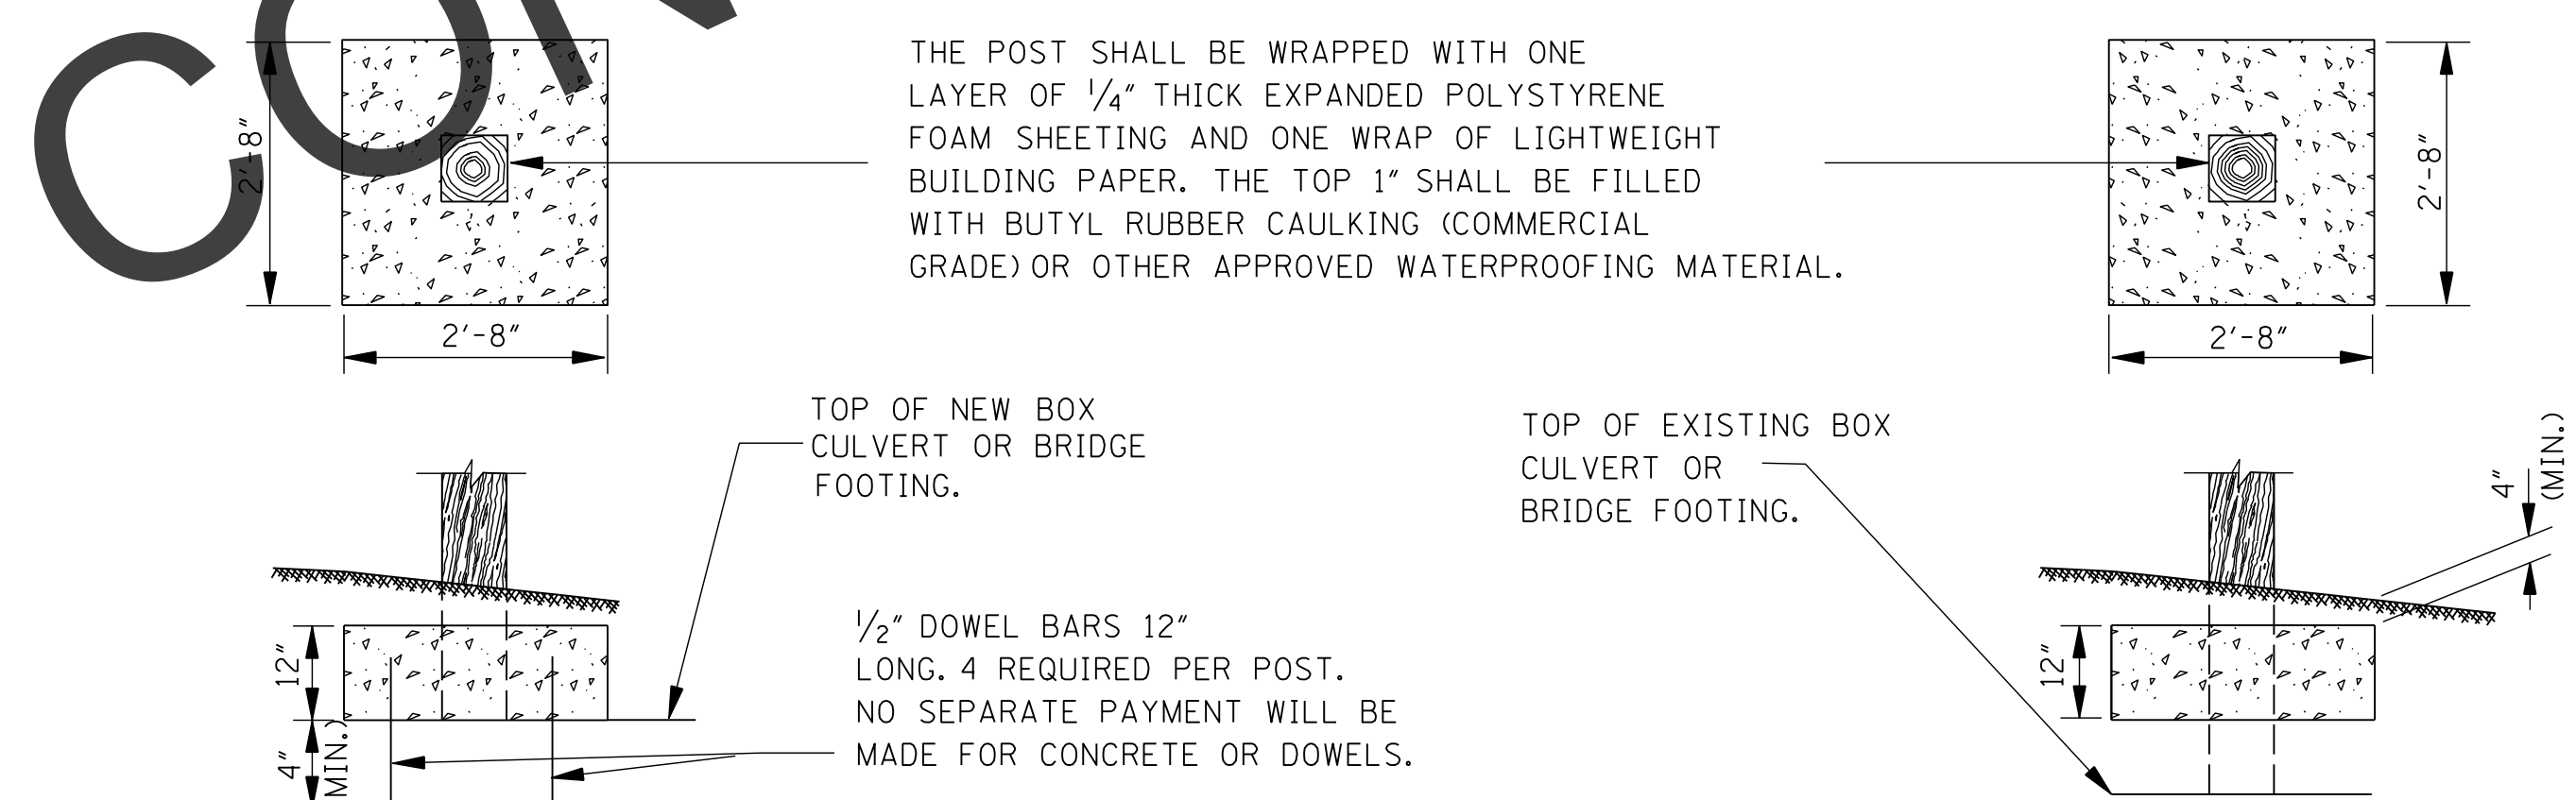 CON
2'-8"
2'-8"
THE POST SHALL BE WRAPPED WITH ONE
LAYER OF 1/4" THICK EXPANDED POLYSTYRENE
FOAM SHEETING AND ONE WRAP OF LIGHTWEIGHT
BUILDING PAPER. THE TOP 1" SHALL BE FILLED
WITH BUTYL RUBBER CAULKING (COMMERCIAL
GRADE) OR OTHER APPROVED WATERPROOFING MATERIAL.
2'-8"
2'-8"
TOP OF NEW BOX
CULVERT OR BRIDGE
FOOTING.
12"
4"
MIN.)
1/2" DOWEL BARS 12"
LONG. 4 REQUIRED PER POST.
NO SEPARATE PAYMENT WILL BE
MADE FOR CONCRETE OR DOWELS.
TOP OF EXISTING BOX
CULVERT OR
BRIDGE FOOTING.
4"
(MIN.)
12"